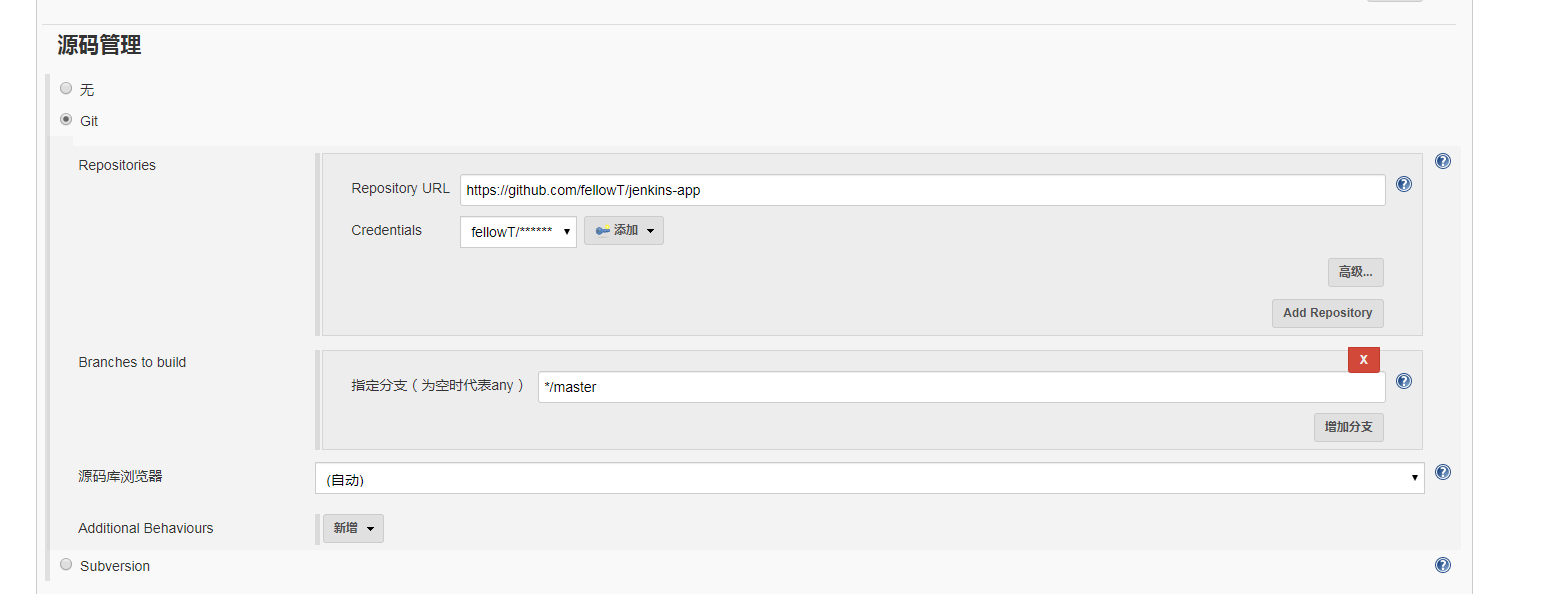 源码管理
无
Git
Repositories
Repository URL https://github.com/fellowT/jenkins-app
Credentials fellowT/****** 添加
高级...
Add Repository
Branches to build
X
指定分支（为空时代表any） */master
增加分支
源码库浏览器 (自动)
Additional Behaviours 新增
Subversion